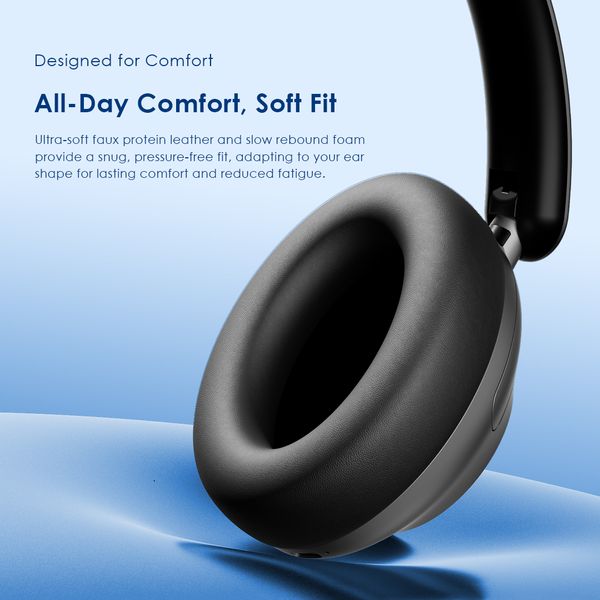 Designed for Comfort
All-Day Comfort, Soft Fit
Ultra-soft faux protein leather and slow rebound foam
provide a snug, pressure-free fit, adapting to your ear
shape for lasting comfort and reduced fatigue.